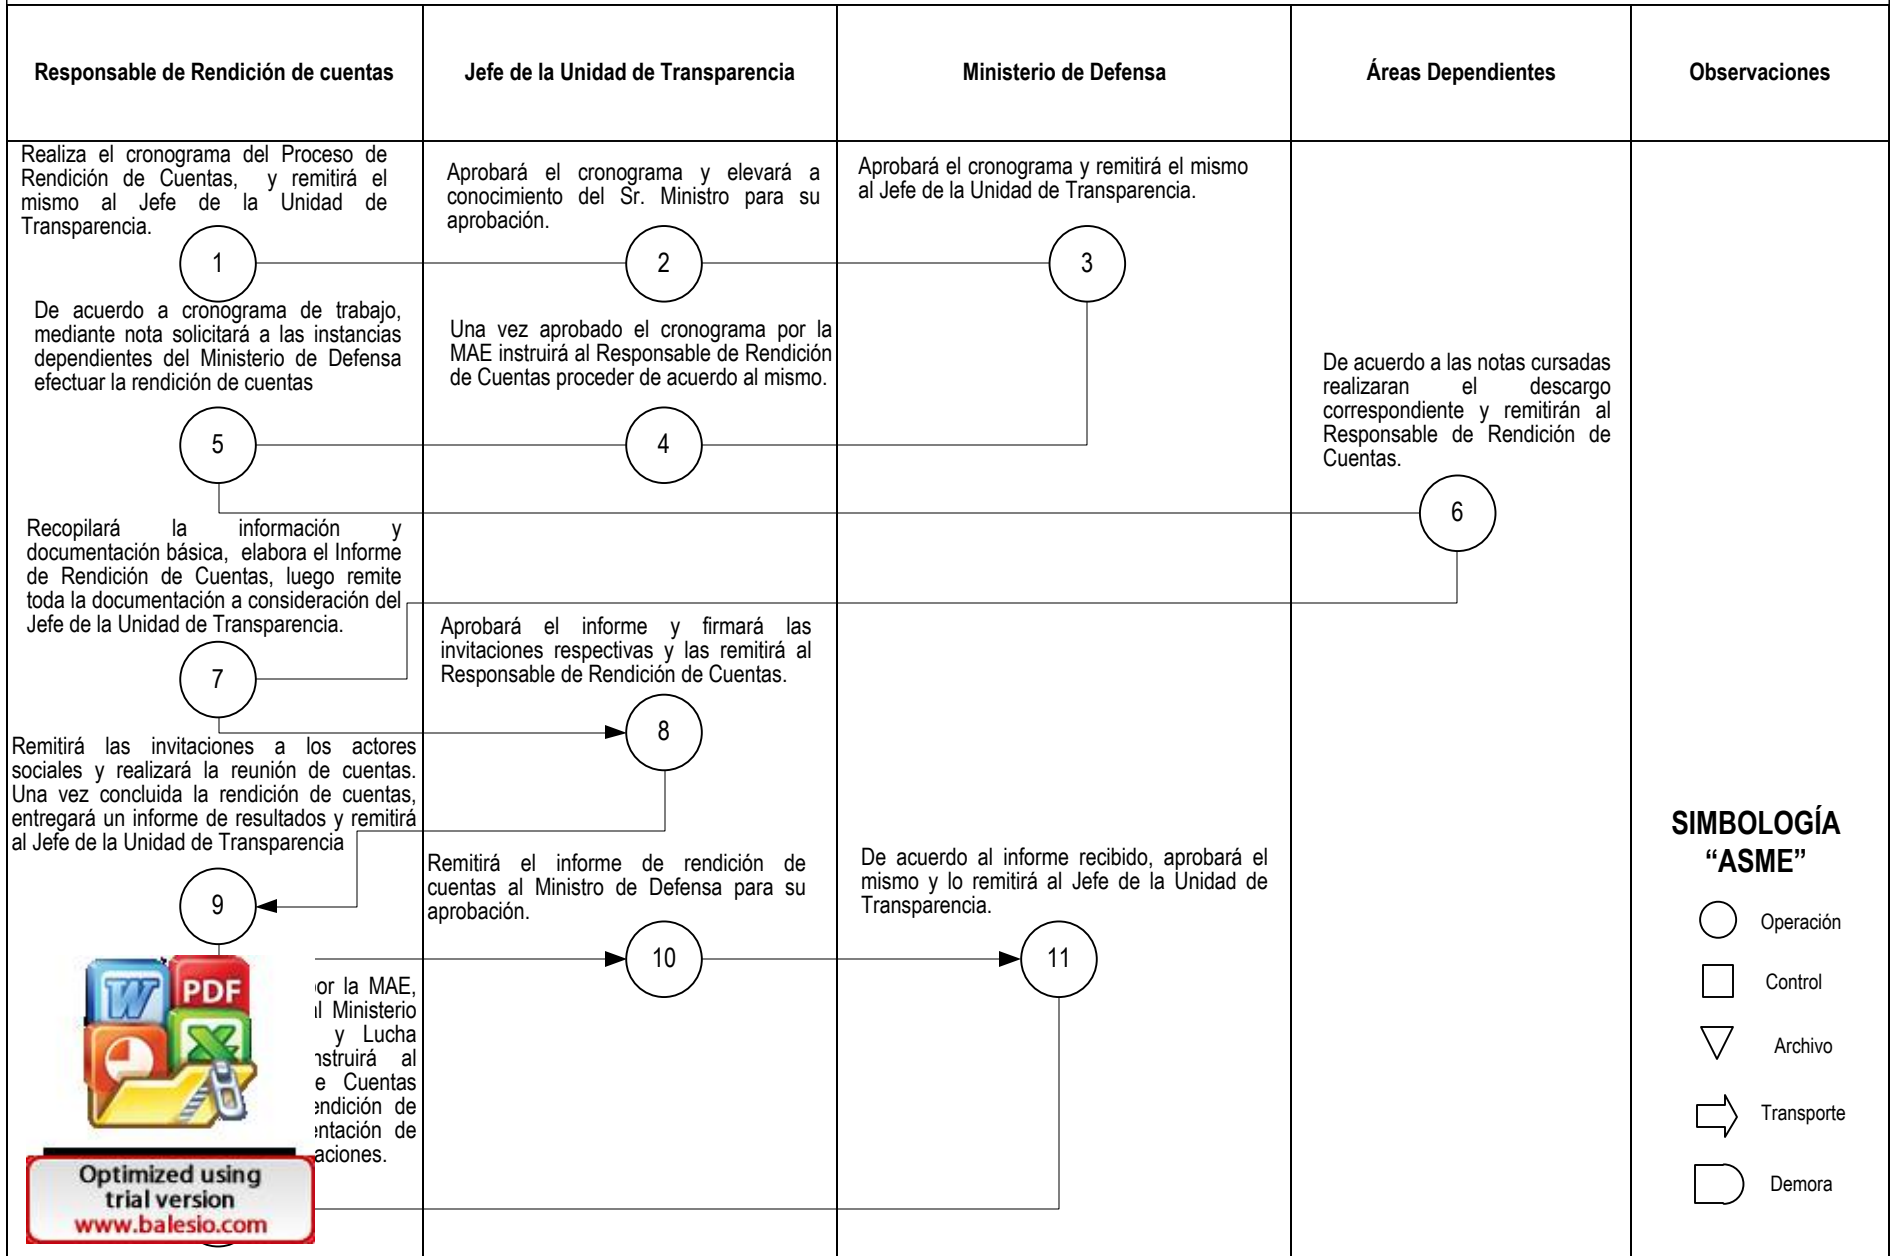 Responsable de Rendición de cuentas
Jefe de la Unidad de Transparencia
Ministerio de Defensa
Áreas Dependientes
Observaciones
Realiza el cronograma del Proceso de
Rendición de Cuentas, y remitirá el
mismo al Jefe de la Unidad de
Transparencia.
1
Aprobará el cronograma y elevará a
conocimiento del Sr. Ministro para su
aprobación.
2
Aprobará el cronograma y remitirá el mismo
al Jefe de la Unidad de Transparencia.
3
De acuerdo a cronograma de trabajo,
mediante nota solicitará a las instancias
dependientes del Ministerio de Defensa
efectuar la rendición de cuentas
5
Una vez aprobado el cronograma por la
MAE instruirá al Responsable de Rendición
de Cuentas proceder de acuerdo al mismo.
4
De acuerdo a las notas cursadas
realizaran el descargo
correspondiente y remitirán al
Responsable de Rendición de
Cuentas.
6
Recopilará la información y
documentación básica, elabora el Informe
de Rendición de Cuentas, luego remite
toda la documentación a consideración del
Jefe de la Unidad de Transparencia.
7
Aprobará el informe y firmará las
invitaciones respectivas y las remitirá al
Responsable de Rendición de Cuentas.
8
Remitirá las invitaciones a los actores
sociales y realizará la reunión de cuentas.
Una vez concluida la rendición de cuentas,
entregará un informe de resultados y remitirá
al Jefe de la Unidad de Transparencia
9
Remitirá el informe de rendición de
cuentas al Ministro de Defensa para su
aprobación.
10
De acuerdo al informe recibido, aprobará el
mismo y lo remitirá al Jefe de la Unidad de
Transparencia.
11
la MAE,
Ministerio
y Lucha
al
Cuentas
de
de
W
PDF
X
Optimized using
trial version
www.balesio.com
SIMBOLOGÍA
“ASME”
Operación
Control
Archivo
Transporte
Demora